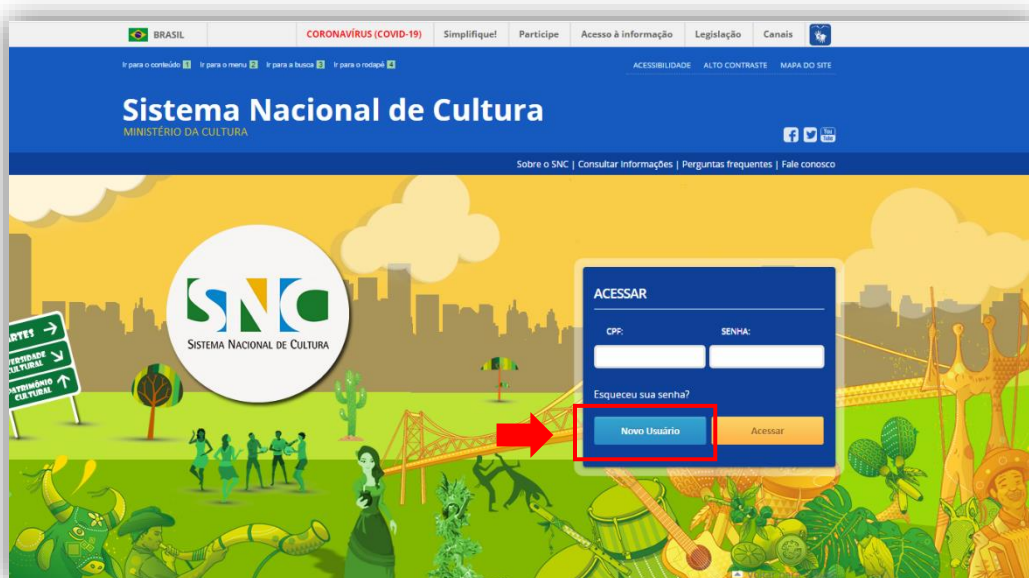 BRASIL CORONAVÍRUS (COVID-19) Simplifique! Participe Acesso à informação Legislação Canais
Ir para o conteúdo 1 Ir para o menu 2 Ir para a busca 3 Ir para o rodapé 4 ACESSIBILIDADE ALTO CONTRASTE MAPA DO SITE
Sistema Nacional de Cultura
MINISTÉRIO DA CULTURA
You Tube
Sobre o SNC | Consultar Informações | Perguntas frequentes | Fale conosco
SNC
SISTEMA NACIONAL DE CULTURA
ARTES
DIVERSIDADE
CULTURAL
PATRIMÔNIO
CULTURAL
ACESSAR
CPF: SENHA:
Esqueceu sua senha?
Novo Usuário Acessar